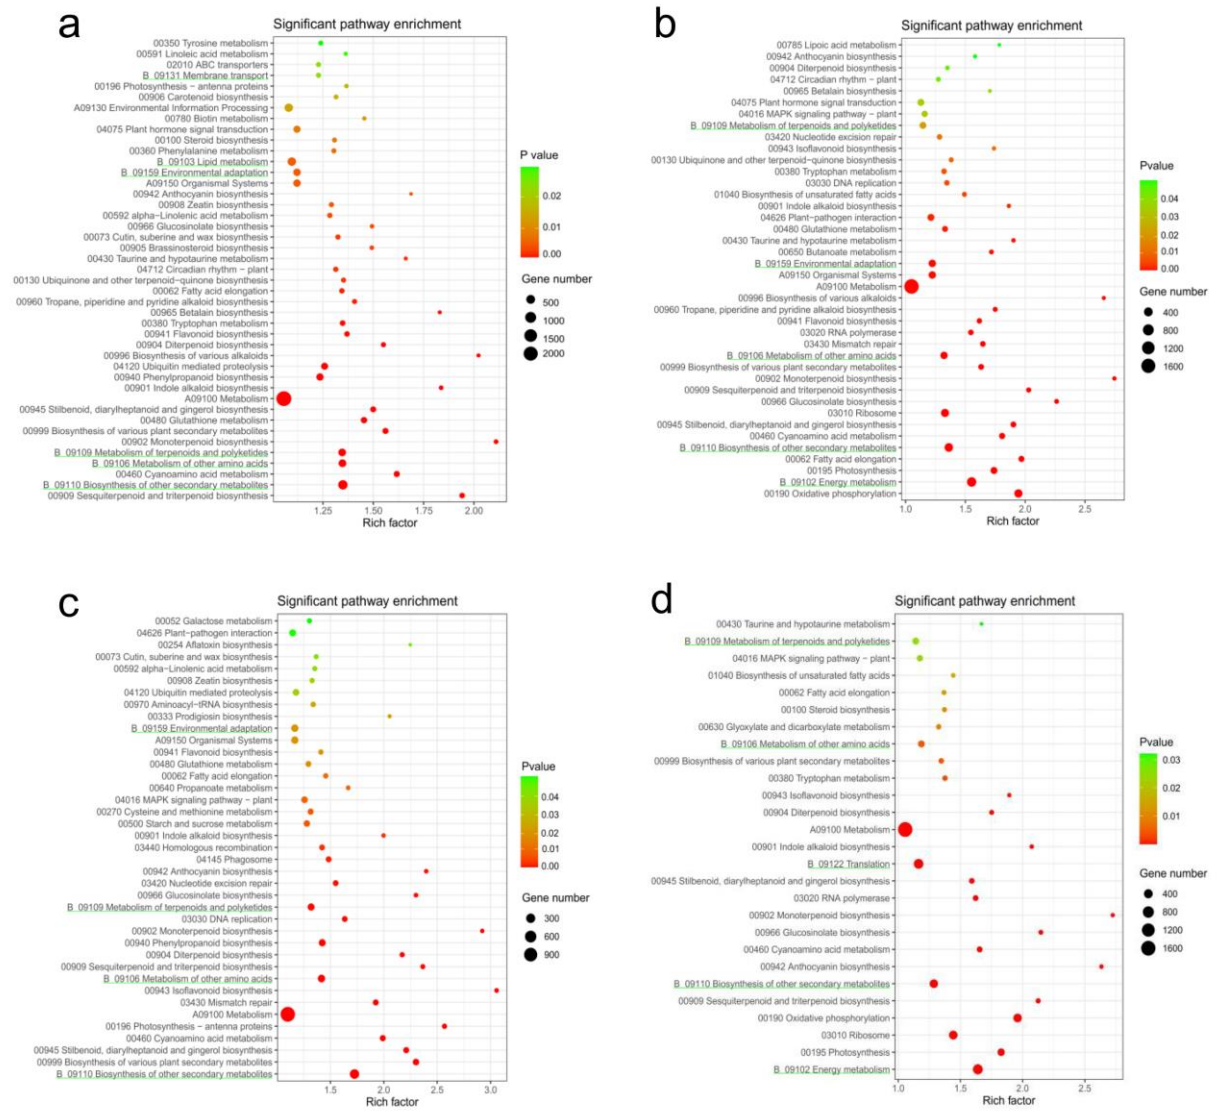 a
Significant pathway enrichment
00350 Tyrosine metabolism
00591 Linoleic acid metabolism
02010 ABC transporters
B 09131 Membrane transport
00196 Photosynthesis − antenna proteins
00906 Carotenoid biosynthesis
A09130 Environmental Information Processing
00780 Biotin metabolism
04075 Plant hormone signal transduction
00100 Steroid biosynthesis
00360 Phenylalanine metabolism
B 09103 Lipid metabolism
B 09159 Environmental adaptation
A09150 Organismal Systems
00942 Anthocyanin biosynthesis
00908 Zeatin biosynthesis
00592 alpha−Linolenic acid metabolism
00966 Glucosinolate biosynthesis
00073 Cutin, suberine and wax biosynthesis
00905 Brassinosteroid biosynthesis
00430 Taurine and hypotaurine metabolism
04712 Circadian rhythm − plant
00130 Ubiquinone and other terpenoid−quinone biosynthesis
00062 Fatty acid elongation
00960 Tropane, piperidine and pyridine alkaloid biosynthesis
00965 Betalain biosynthesis
00380 Tryptophan metabolism
00941 Flavonoid biosynthesis
00904 Diterpenoid biosynthesis
00996 Biosynthesis of various alkaloids
04120 Ubiquitin mediated proteolysis
00940 Phenylpropanoid biosynthesis
00901 Indole alkaloid biosynthesis
A09100 Metabolism
00945 Stilbenoid, diarylheptanoid and gingerol biosynthesis
00480 Glutathione metabolism
00999 Biosynthesis of various plant secondary metabolites
00902 Monoterpenoid biosynthesis
B 09109 Metabolism of terpenoids and polyketides
B 09106 Metabolism of other amino acids
00460 Cyanoamino acid metabolism
B 09110 Biosynthesis of other secondary metabolites
00909 Sesquiterpenoid and triterpenoid biosynthesis
1.25 1.50 1.75 2.00
Rich factor
P value
0.02
0.01
0.00
Gene number
500
1000
1500
2000
b
Significant pathway enrichment
00785 Lipoic acid metabolism
00942 Anthocyanin biosynthesis
00904 Diterpenoid biosynthesis
04712 Circadian rhythm − plant
00965 Betalain biosynthesis
04075 Plant hormone signal transduction
04016 MAPK signaling pathway − plant
B 09109 Metabolism of terpenoids and polyketides
03420 Nucleotide excision repair
00943 Isoflavonoid biosynthesis
00130 Ubiquinone and other terpenoid−quinone biosynthesis
00380 Tryptophan metabolism
03030 DNA replication
01040 Biosynthesis of unsaturated fatty acids
00901 Indole alkaloid biosynthesis
04626 Plant−pathogen interaction
00480 Glutathione metabolism
00430 Taurine and hypotaurine metabolism
00650 Butanoate metabolism
B 09159 Environmental adaptation
A09150 Organismal Systems
A09100 Metabolism
00996 Biosynthesis of various alkaloids
00960 Tropane, piperidine and pyridine alkaloid biosynthesis
00941 Flavonoid biosynthesis
03020 RNA polymerase
03430 Mismatch repair
B 09106 Metabolism of other amino acids
00999 Biosynthesis of various plant secondary metabolites
00902 Monoterpenoid biosynthesis
00909 Sesquiterpenoid and triterpenoid biosynthesis
00966 Glucosinolate biosynthesis
03010 Ribosome
00945 Stilbenoid, diarylheptanoid and gingerol biosynthesis
00460 Cyanoamino acid metabolism
B 09110 Biosynthesis of other secondary metabolites
00062 Fatty acid elongation
00195 Photosynthesis
B 09102 Energy metabolism
00190 Oxidative phosphorylation
1.0 1.5 2.0 2.5
Rich factor
Pvalue
0.04
0.03
0.02
0.01
0.00
Gene number
400
800
1200
1600
c
Significant pathway enrichment
00052 Galactose metabolism
04626 Plant−pathogen interaction
00254 Aflatoxin biosynthesis
00073 Cutin, suberine and wax biosynthesis
00592 alpha−Linolenic acid metabolism
00908 Zeatin biosynthesis
04120 Ubiquitin mediated proteolysis
00970 Aminoacyl−tRNA biosynthesis
00333 Prodigiosin biosynthesis
B 09159 Environmental adaptation
A09150 Organismal Systems
00941 Flavonoid biosynthesis
00480 Glutathione metabolism
00062 Fatty acid elongation
00640 Propanoate metabolism
04016 MAPK signaling pathway − plant
00270 Cysteine and methionine metabolism
00500 Starch and sucrose metabolism
00901 Indole alkaloid biosynthesis
03440 Homologous recombination
04145 Phagosome
00942 Anthocyanin biosynthesis
03420 Nucleotide excision repair
00966 Glucosinolate biosynthesis
B 09109 Metabolism of terpenoids and polyketides
03030 DNA replication
00902 Monoterpenoid biosynthesis
00940 Phenylpropanoid biosynthesis
00904 Diterpenoid biosynthesis
00909 Sesquiterpenoid and triterpenoid biosynthesis
B 09106 Metabolism of other amino acids
00943 Isoflavonoid biosynthesis
03430 Mismatch repair
A09100 Metabolism
00196 Photosynthesis − antenna proteins
00460 Cyanoamino acid metabolism
00945 Stilbenoid, diarylheptanoid and gingerol biosynthesis
00999 Biosynthesis of various plant secondary metabolites
B 09110 Biosynthesis of other secondary metabolites
1.5 2.0 2.5 3.0
Rich factor
Pvalue
0.04
0.03
0.02
0.01
0.00
Gene number
300
600
900
d
Significant pathway enrichment
00430 Taurine and hypotaurine metabolism
B 09109 Metabolism of terpenoids and polyketides
04016 MAPK signaling pathway − plant
01040 Biosynthesis of unsaturated fatty acids
00062 Fatty acid elongation
00100 Steroid biosynthesis
00630 Glyoxylate and dicarboxylate metabolism
B 09106 Metabolism of other amino acids
00999 Biosynthesis of various plant secondary metabolites
00380 Tryptophan metabolism
00943 Isoflavonoid biosynthesis
00904 Diterpenoid biosynthesis
A09100 Metabolism
00901 Indole alkaloid biosynthesis
B 09122 Translation
00945 Stilbenoid, diarylheptanoid and gingerol biosynthesis
03020 RNA polymerase
00902 Monoterpenoid biosynthesis
00966 Glucosinolate biosynthesis
00460 Cyanoamino acid metabolism
00942 Anthocyanin biosynthesis
B 09110 Biosynthesis of other secondary metabolites
00909 Sesquiterpenoid and triterpenoid biosynthesis
00190 Oxidative phosphorylation
03010 Ribosome
00195 Photosynthesis
B 09102 Energy metabolism
1.0 1.5 2.0 2.5
Rich factor
Pvalue
0.03
0.02
0.01
Gene number
400
800
1200
1600